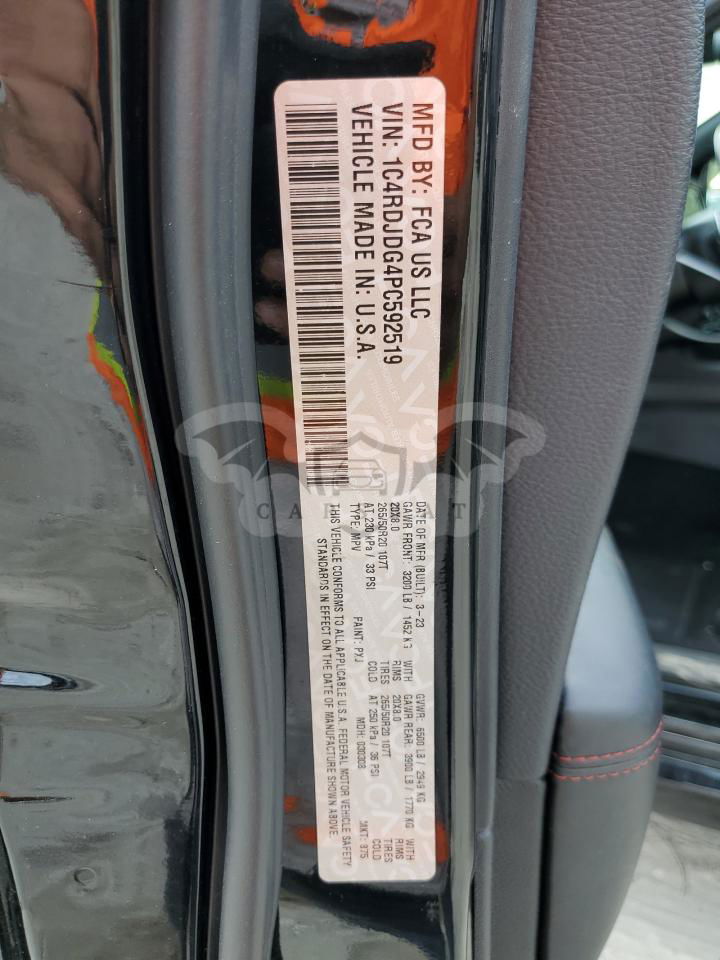 MFD BY: FCA US LLC
VIN: 1C4RDJDG4PC592519
VEHICLE MADE IN: U.S.A.
DATE OF MFR (BUILT): 3-23 GVWR: 6500 LB / 2949 KG
GAWR FRONT: 3200 LB / 1452 KG WITH GAWR REAR: 3900 LB / 1770 KG WITH
20X8.0 RIMS 20X8.0 RIMS
265/50R20 107T TIRES 265/50R20 107T TIRES
AT 230 kPa / 33 PSI COLD AT 250 kPa / 36 PSI COLD
TYPE: MPV PAINT: PXJ MDH: 030308 MKT: 975
THIS VEHICLE CONFORMS TO ALL APPLICABLE U.S.A. FEDERAL MOTOR VEHICLE SAFETY
STANDARDS IN EFFECT ON THE DATE OF MANUFACTURE SHOWN ABOVE.